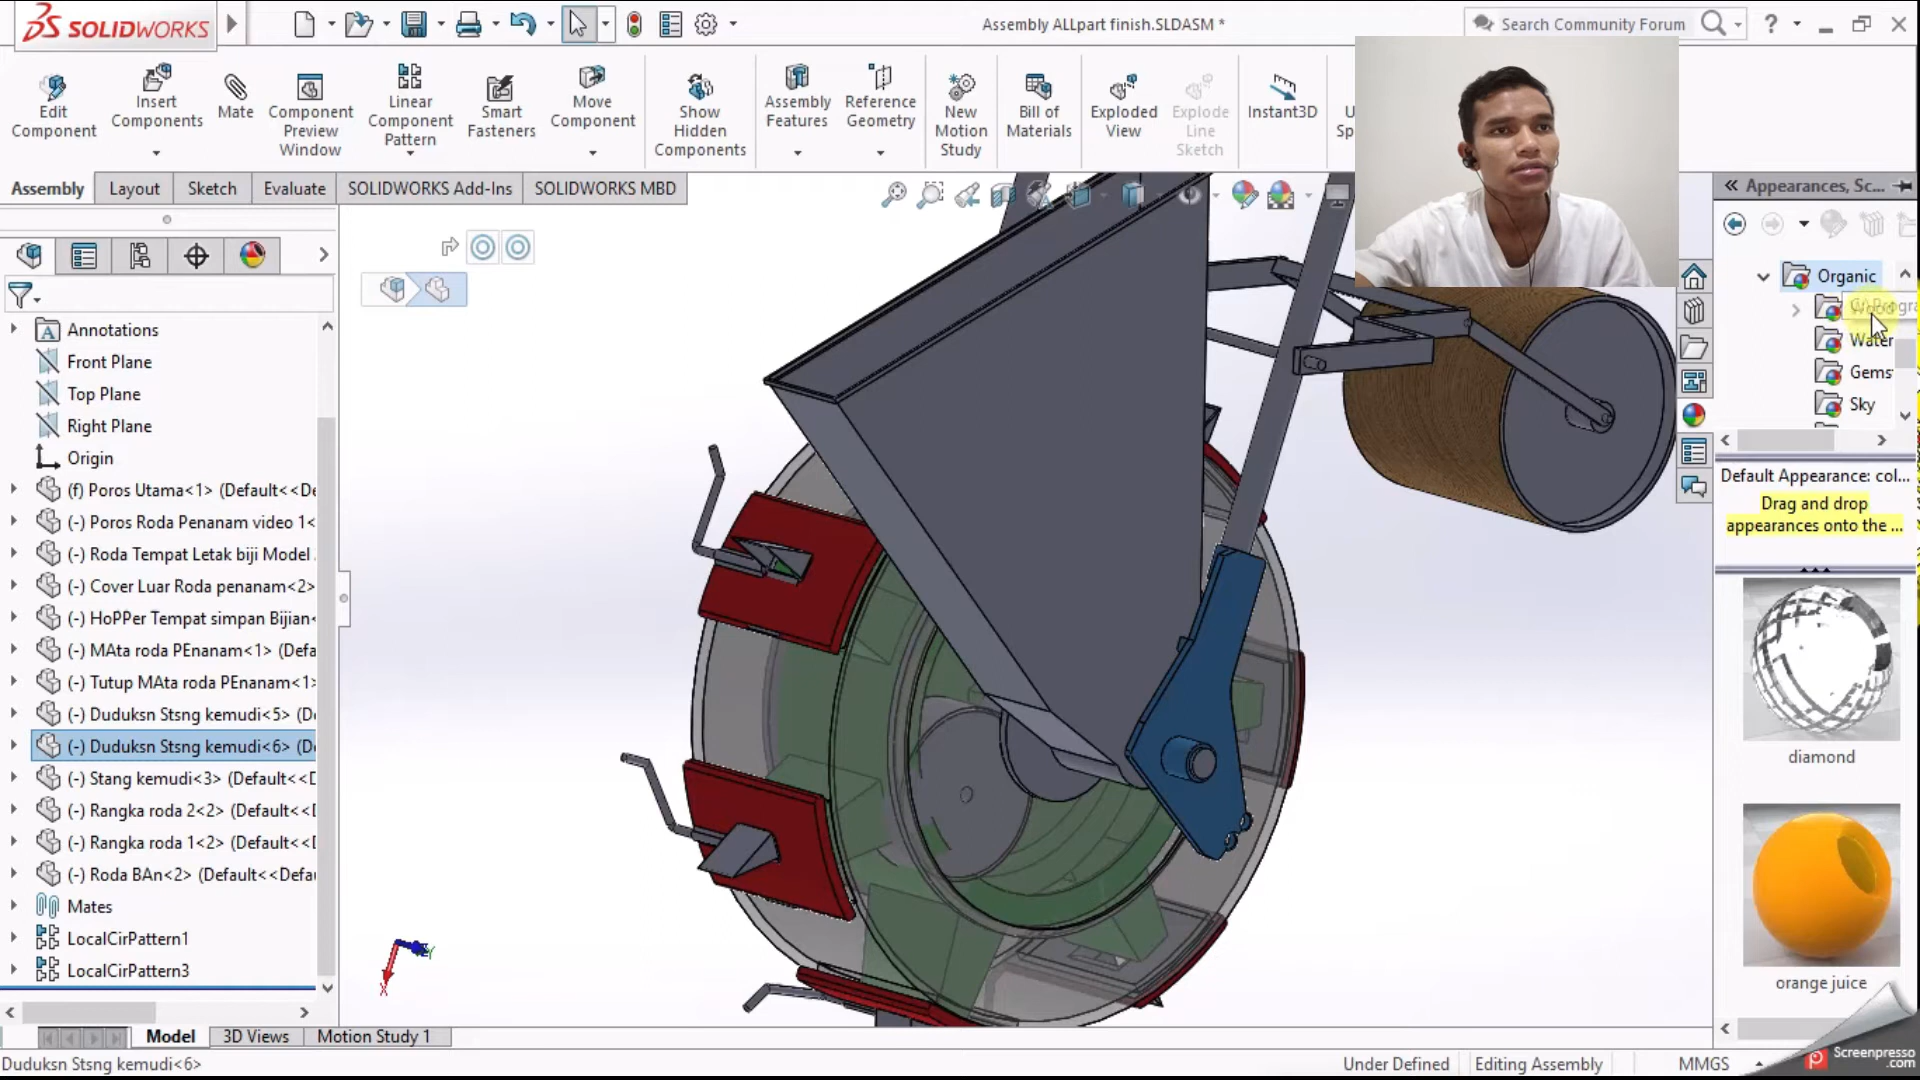 SOLIDWORKS
Assembly ALLpart finish.SLDASM *
Search Community Forum
?
Edit Component
Insert Components
Mate
Component Preview Window
Linear Component Pattern
Smart Fasteners
Move Component
Show Hidden Components
Assembly Features
Reference Geometry
New Motion Study
Bill of Materials
Exploded View
Explode Line Sketch
Instant3D
Assembly
Layout
Sketch
Evaluate
SOLIDWORKS Add-Ins
SOLIDWORKS MBD
Appearances, Sc...
Annotations
Front Plane
Top Plane
Right Plane
Origin
(f) Poros Utama<1> (Default<<De
(-) Poros Roda Penanam video 1<
(-) Roda Tempat Letak biji Model
(-) Cover Luar Roda penanam<2>
(-) HoPPer Tempat simpan Bijian<
(-) MAta roda PEnanam<1> (Defa
(-) Tutup MAta roda PEnanam<1>
(-) Duduksn Stsng kemudi<5> (D
(-) Duduksn Stsng kemudi<6> (D
(-) Stang kemudi<3> (Default<<D
(-) Rangka roda 2<2> (Default<<D
(-) Rangka roda 1<2> (Default<<D
(-) Roda BAn<2> (Default<<Defau
Mates
LocalCirPattern1
LocalCirPattern3
Organic
Water
Gems
Sky
Default Appearance: col...
Drag and drop
appearances onto the ...
diamond
orange juice
X
Model
3D Views
Motion Study 1
Duduksn Stsng kemudi<6>
Under Defined
Editing Assembly
MMGS
Screenpresso
.com